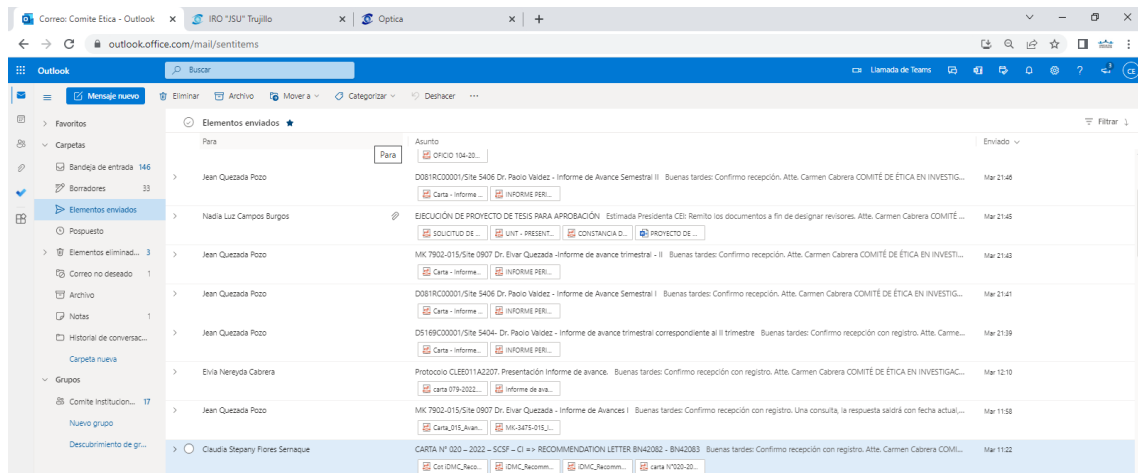 Correo: Comite Etica - Outlook
IRO "JSU" Trujillo
Optica
outlook.office.com/mail/sentitems
Outlook
Buscar
Llamada de Teams
3
CE
Mensaje nuevo
Eliminar
Archivo
Mover a
Categorizar
Deshacer
Favoritos
Carpetas
Bandeja de entrada 146
Borradores 33
Elementos enviados
Pospuesto
Elementos eliminad... 3
Correo no deseado 1
Archivo
Notas 1
Historial de conversac...
Carpeta nueva
Grupos
Comite Institucion... 17
Nuevo grupo
Descubrimiento de gr...
Elementos enviados
Filtrar
Para
Para
Asunto
Enviado
OFICIO 104-20...
Jean Quezada Pozo
D081RC00001/Site 5406 Dr. Paolo Valdez - Informe de Avance Semestral II Buenas tardes: Confirmo recepción. Atte. Carmen Cabrera COMITÉ DE ÉTICA EN INVESTIG...
Mar 21:46
Carta - Informe ...
INFORME PERI...
Nadia Luz Campos Burgos
EJECUCIÓN DE PROYECTO DE TESIS PARA APROBACIÓN Estimada Presidenta CEI: Remito los documentos a fin de designar revisores. Atte. Carmen Cabrera COMITÉ ...
Mar 21:45
SOLICITUD DE ...
UNT - PRESENT...
CONSTANCIA D...
PROYECTO DE ...
Jean Quezada Pozo
MK 7902-015/Site 0907 Dr. Eivar Quezada -Informe de avance trimestral - II Buenas tardes: Confirmo recepción. Atte. Carmen Cabrera COMITÉ DE ÉTICA EN INVESTI...
Mar 21:43
Carta - Informe...
INFORME PERI...
Jean Quezada Pozo
D081RC00001/Site 5406 Dr. Paolo Valdez - Informe de Avance Semestral I Buenas tardes: Confirmo recepción. Atte. Carmen Cabrera COMITÉ DE ÉTICA EN INVESTIG...
Mar 21:41
Carta - Informe ...
INFORME PERI...
Jean Quezada Pozo
D5169C00001/Site 5404- Dr. Paolo Valdez - Informe de avance trimestral correspondiente al II trimestre Buenas tardes: Confirmo recepción con registro. Atte. Carme...
Mar 21:39
Carta - Informe...
INFORME PERI...
Elvia Nereyda Cabrera
Protocolo CLEE011A2207. Presentación Informe de avance. Buenas tardes: Confirmo recepción con registro. Atte. Carmen Cabrera COMITÉ DE ÉTICA EN INVESTIGAC...
Mar 12:10
carta 079-2022...
Informe de ava...
Jean Quezada Pozo
MK 7902-015/Site 0907 Dr. Eivar Quezada - Informe de Avances I Buenas tardes: Confirmo recepción con registro. Una consulta, la respuesta saldrá con fecha actual,...
Mar 11:58
Carta_015_Avan...
MK-3475-015_I...
Claudia Stepany Flores Sernaque
CARTA N° 020 – 2022 – SCSF – CI => RECOMMENDATION LETTER BN42082 - BN42083 Buenas tardes: Confirmo recepción con registro. Atte. Carmen Cabrera COMI...
Mar 11:22
Cot IDMC_Reco...
IDMC_Recomm...
IDMC_Recomm...
carta N°020-20...